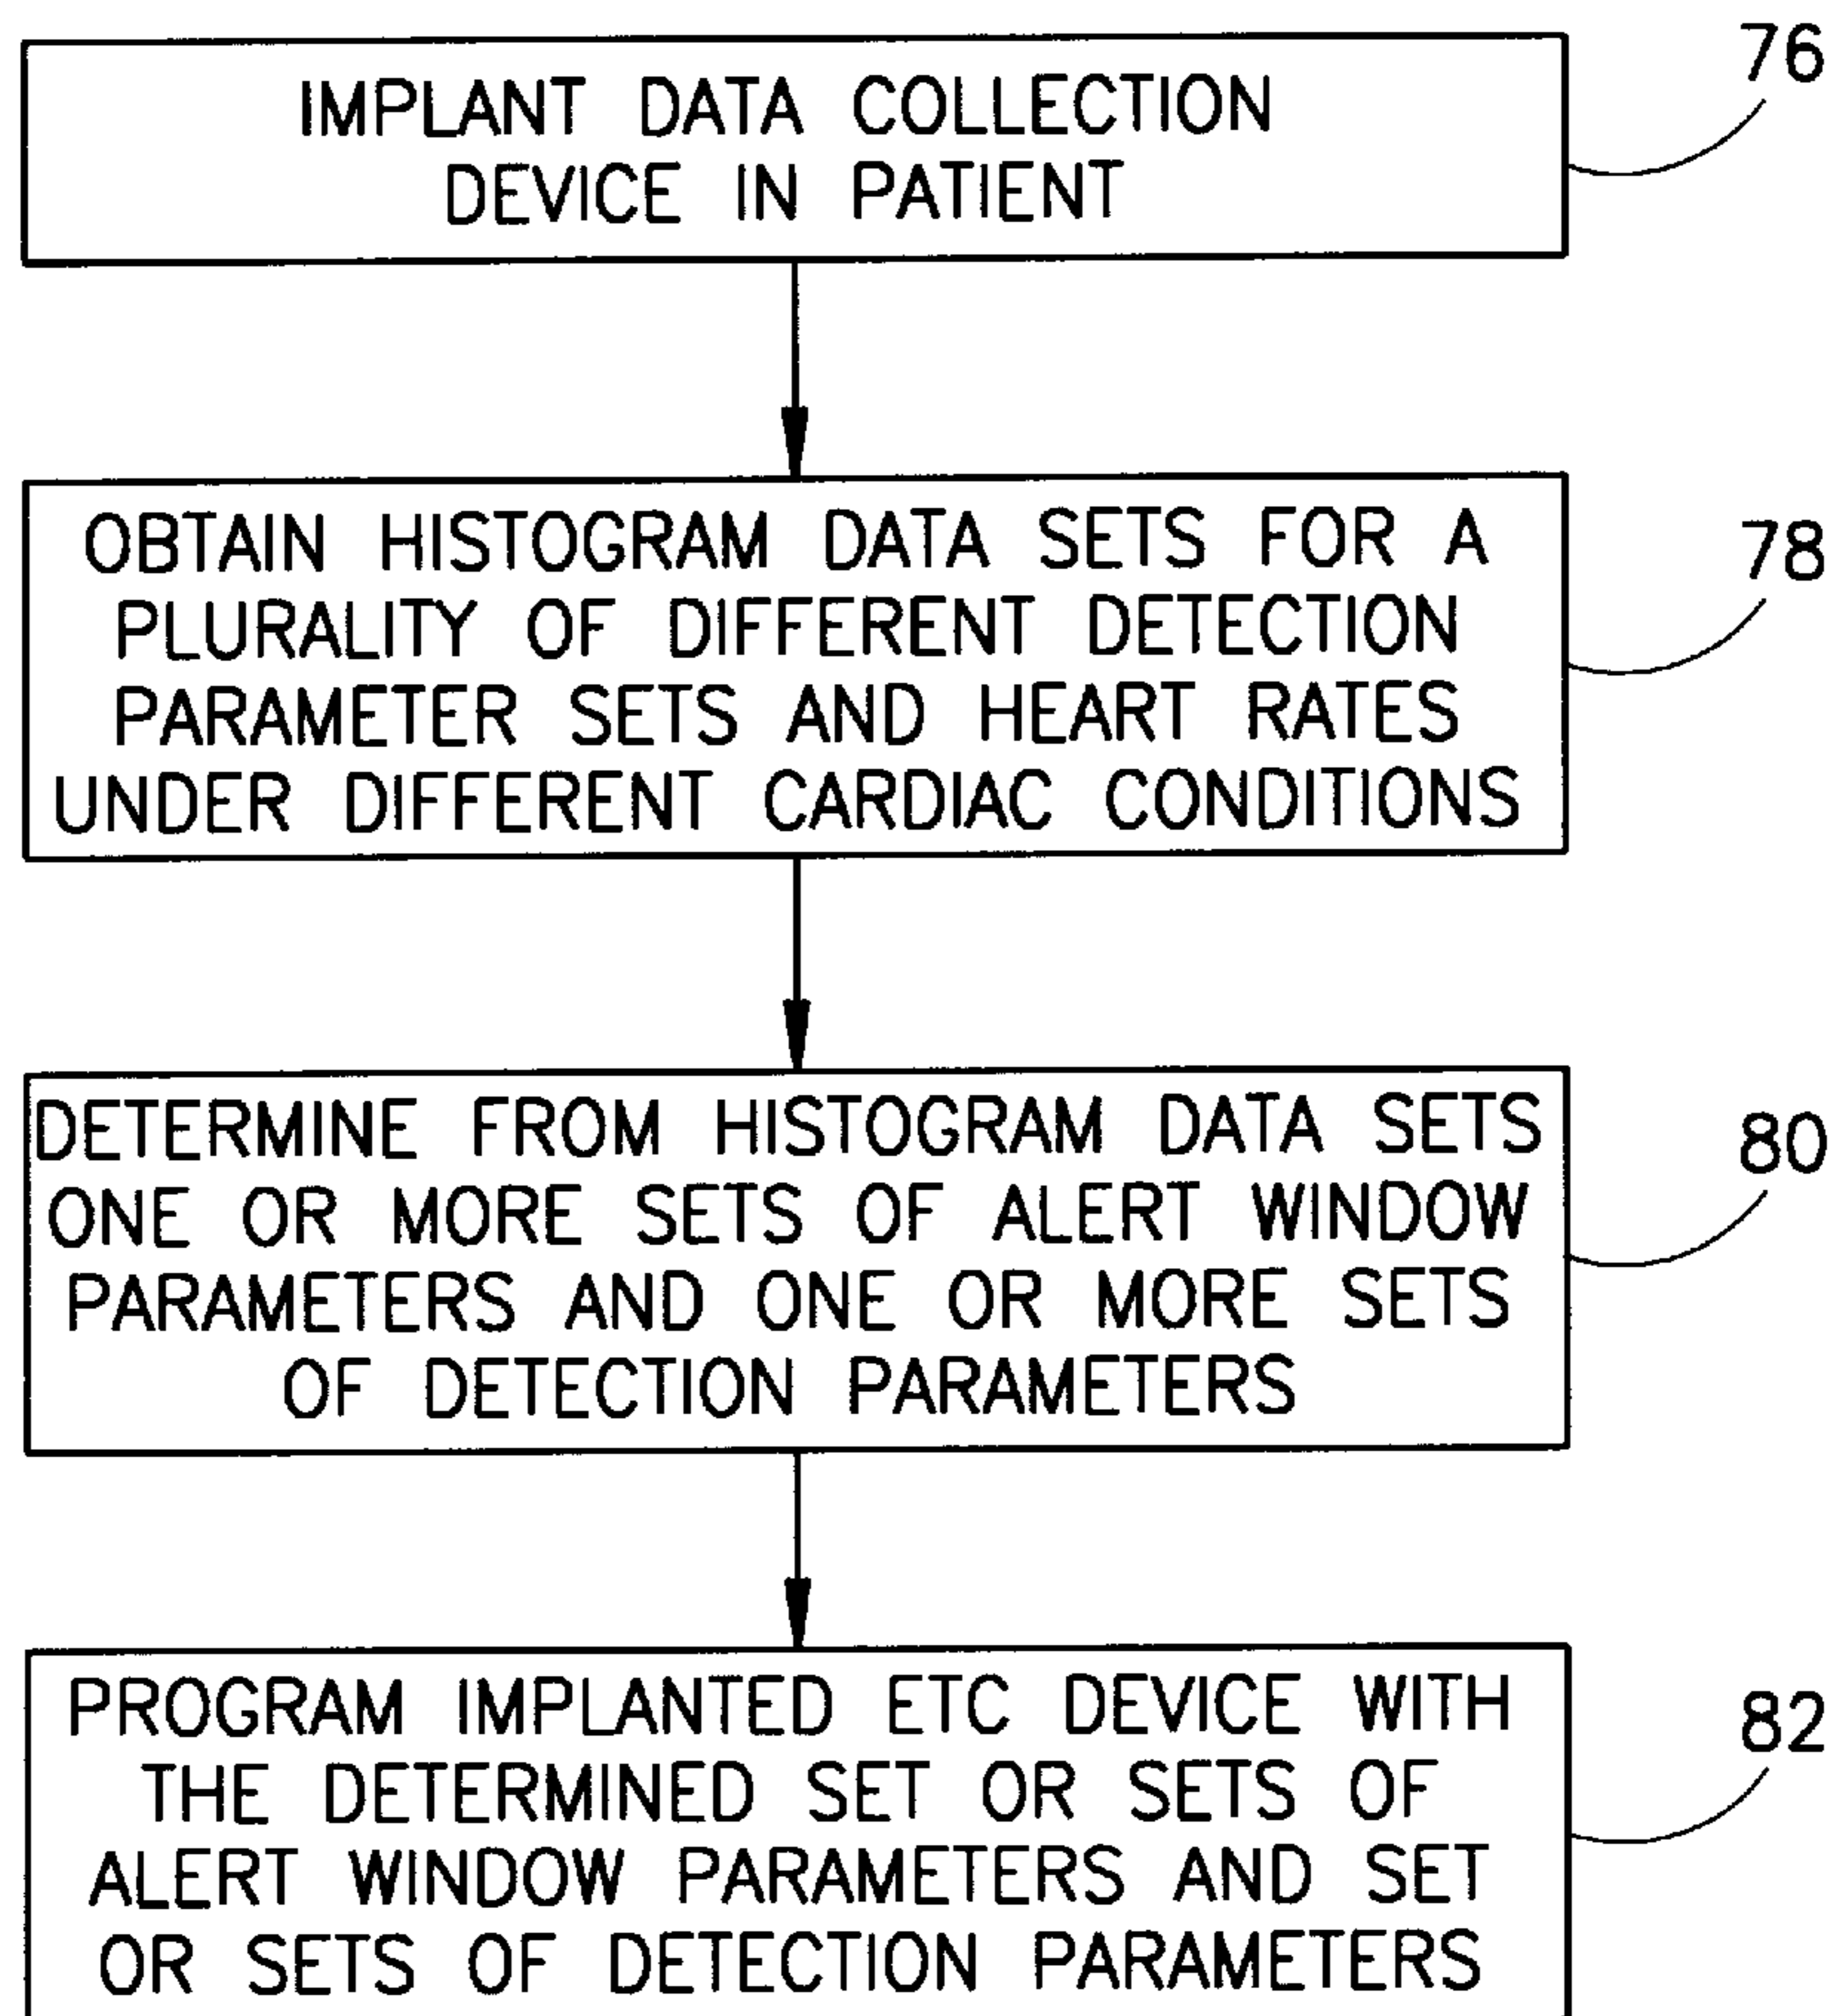 IMPLANT DATA COLLECTION
DEVICE IN PATIENT
76
OBTAIN HISTOGRAM DATA SETS FOR A
PLURALITY OF DIFFERENT DETECTION
PARAMETER SETS AND HEART RATES
UNDER DIFFERENT CARDIAC CONDITIONS
78
DETERMINE FROM HISTOGRAM DATA SETS
ONE OR MORE SETS OF ALERT WINDOW
PARAMETERS AND ONE OR MORE SETS
OF DETECTION PARAMETERS
80
PROGRAM IMPLANTED ETC DEVICE WITH
THE DETERMINED SET OR SETS OF
ALERT WINDOW PARAMETERS AND SET
OR SETS OF DETECTION PARAMETERS
82